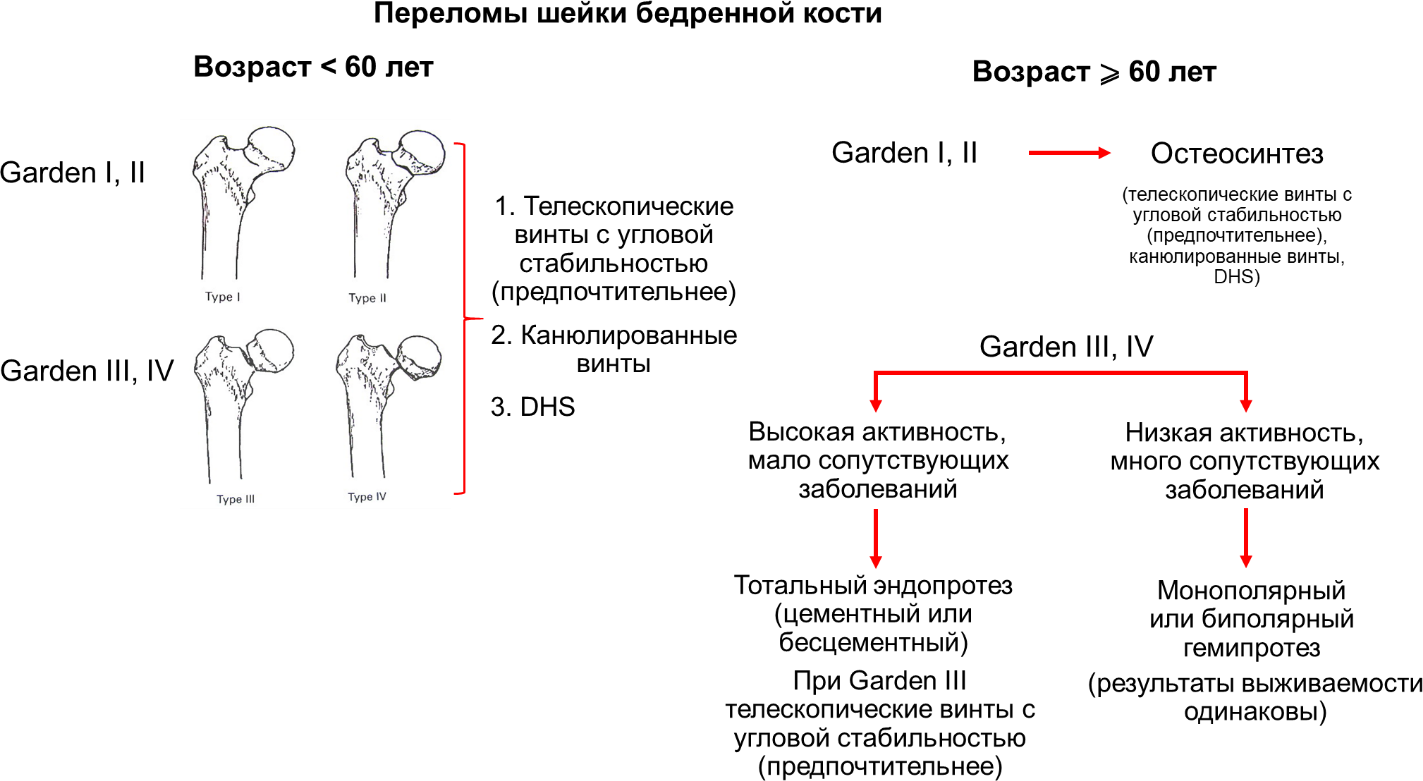 Переломы шейки бедренной кости
Возраст < 60 лет
Garden I, II
Type I
Type II
Garden III, IV
Type III
Type IV
1. Телескопические
винты с угловой
стабильностью
(предпочтительнее)
2. Канюлированные
винты
3. DHS
Возраст ⩾ 60 лет
Garden I, II
Остеосинтез
(телескопические винты с
угловой стабильностью
(предпочтительнее),
канюлированные винты,
DHS)
Garden III, IV
Высокая активность,
мало сопутствующих
заболеваний
Тотальный эндопротез
(цементный или
бесцементный)
При Garden III
телескопические винты с
угловой стабильностью
(предпочтительнее)
Низкая активность,
много сопутствующих
заболеваний
Монополярный
или биполярный
гемипротез
(результаты выживаемости
одинаковы)